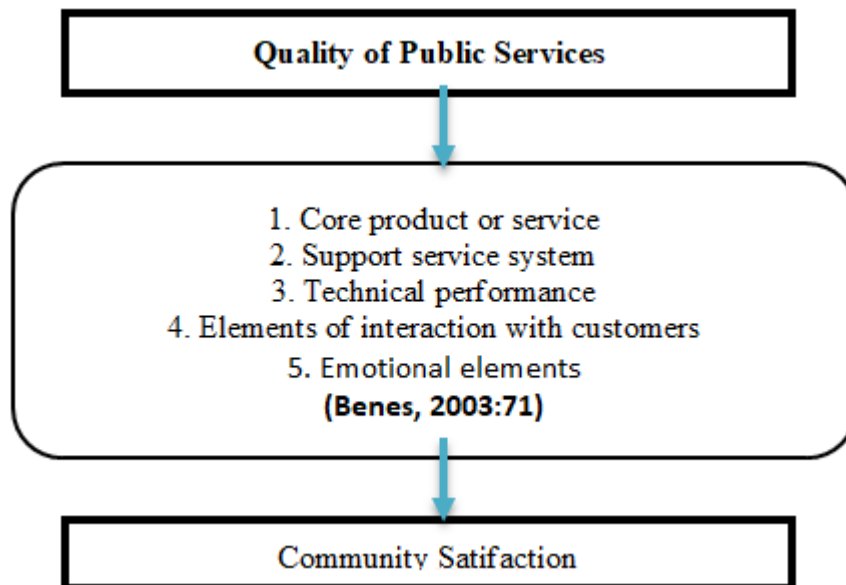 Quality of Public Services
1. Core product or service
2. Support service system
3. Technical performance
4. Elements of interaction with customers
5. Emotional elements
(Benes, 2003:71)
Community Satifaction